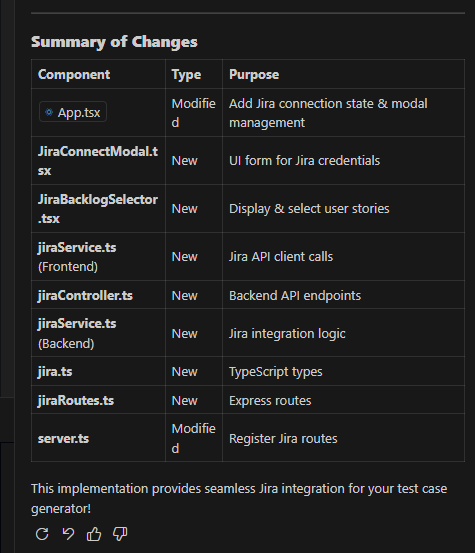 Summary of Changes
Component Type Purpose
App.tsx Modifie
d Add Jira connection state & modal
management
JiraConnectModal.t
sx New UI form for Jira credentials
JiraBacklogSelector
.tsx New Display & select user stories
jiraService.ts
(Frontend) New Jira API client calls
jiraController.ts New Backend API endpoints
jiraService.ts
(Backend) New Jira integration logic
jira.ts New TypeScript types
jiraRoutes.ts New Express routes
server.ts Modifie
d Register Jira routes
This implementation provides seamless Jira integration for your test case
generator!